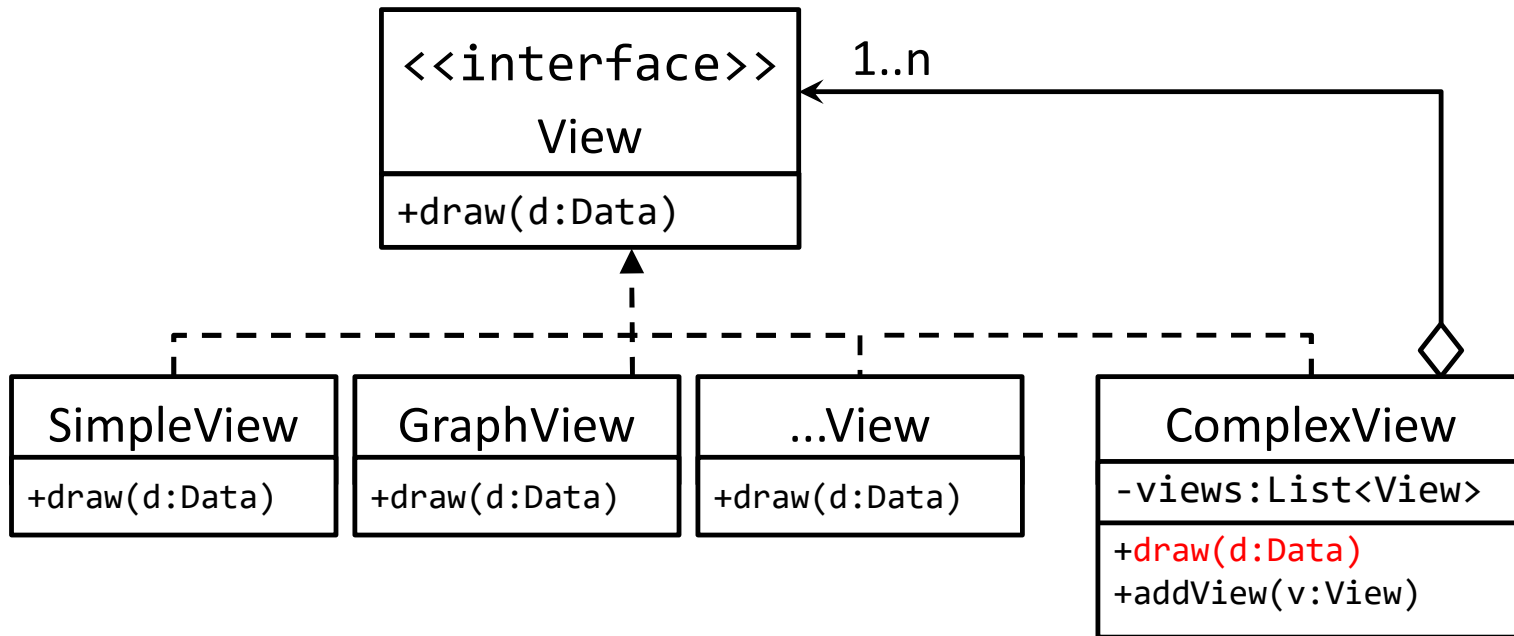 <<interface>>
View
+draw(d:Data)
1..n
SimpleView
+draw(d:Data)
GraphView
+draw(d:Data)
...View
+draw(d:Data)
ComplexView
-views:List<View>
+draw(d:Data)
+addView(v:View)